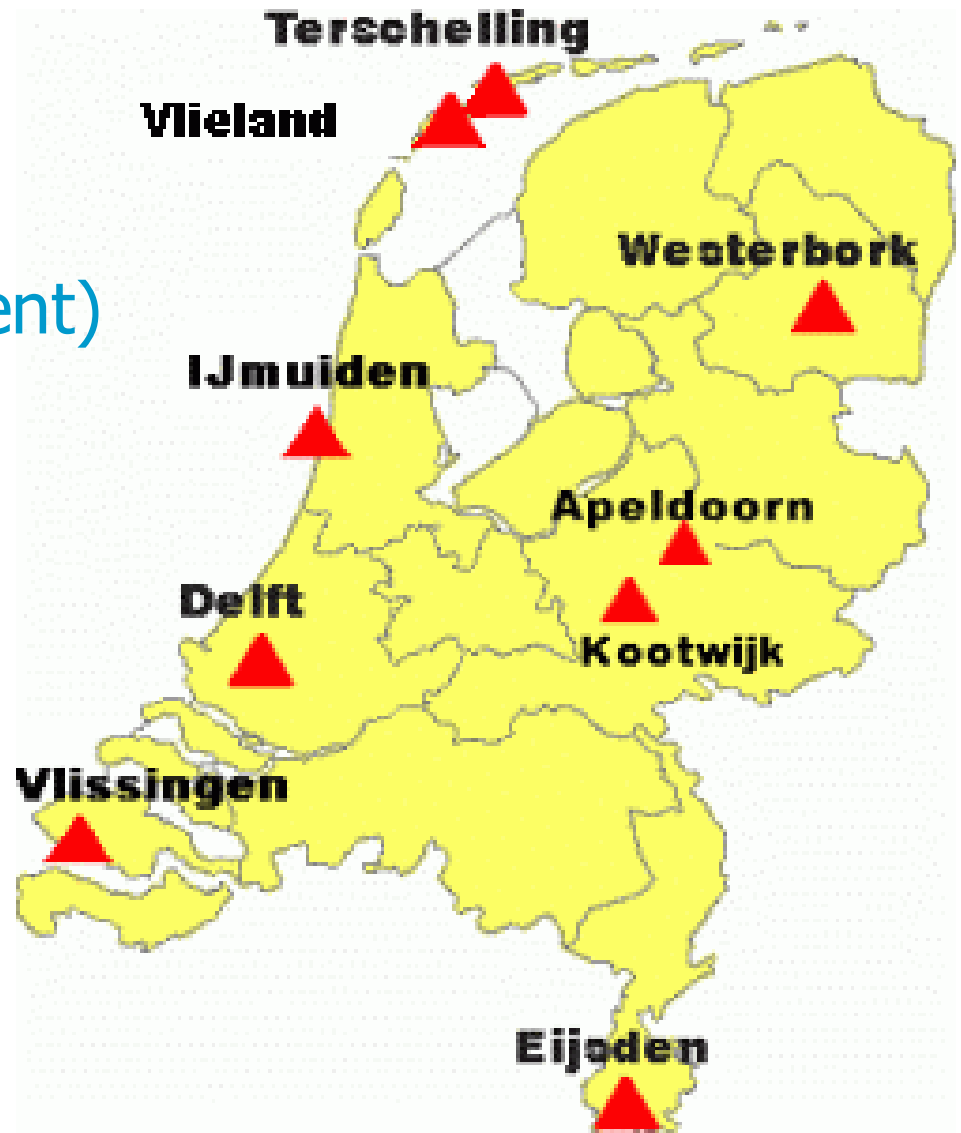 Terschelling
Vlieland
Westerbork
ent)
IJmuiden
Apeldoorn
Delft
Kootwijk
Vlissingen
Eijsden